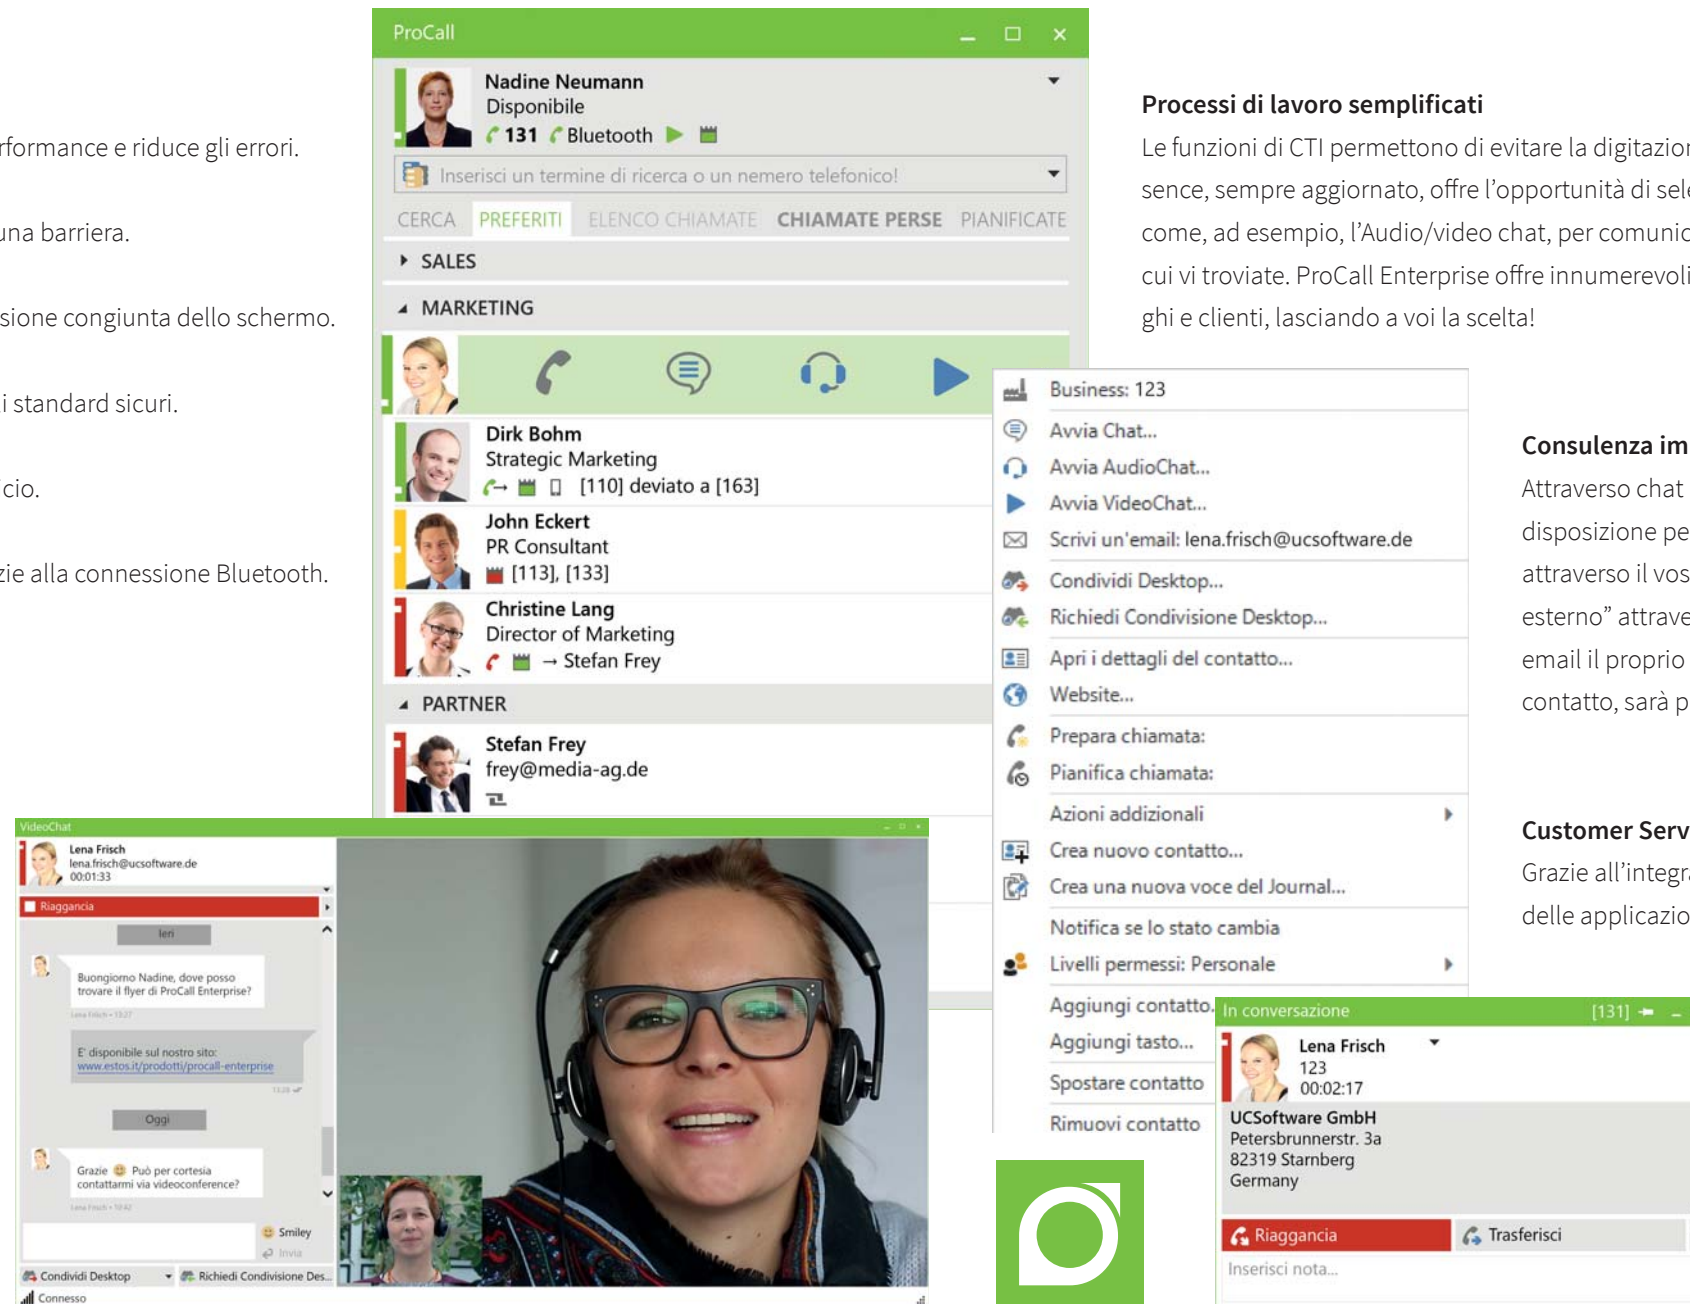 rformance e riduce gli errori.
una barriera.
sione congiunta dello schermo.
i standard sicuri.
cio.
zie alla connessione Bluetooth.
ProCall
Nadine Neumann
Disponibile
131 Bluetooth
Inserisci un termine di ricerca o un nemero telefonico!
CERCA PREFERITI ELENCO CHIAMATE CHIAMATE PERSE PIANIFICATE
SALES
MARKETING
Dirk Bohm
Strategic Marketing
[110] deviato a [163]
John Eckert
PR Consultant
[113], [133]
Christine Lang
Director of Marketing
→ Stefan Frey
PARTNER
Stefan Frey
frey@media-ag.de
Processi di lavoro semplificati
Le funzioni di CTI permettono di evitare la digitazion
sence, sempre aggiornato, offre l'opportunità di sele
come, ad esempio, l'Audio/video chat, per comunic
cui vi troviate. ProCall Enterprise offre innumerevoli
ghi e clienti, lasciando a voi la scelta!
Business: 123
Avvia Chat...
Avvia AudioChat...
Avvia VideoChat...
Scrivi un'email: lena.frisch@ucsoftware.de
Condividi Desktop...
Richiedi Condivisione Desktop...
Apri i dettagli del contatto...
Website...
Prepara chiamata:
Pianifica chiamata:
Azioni addizionali
Crea nuovo contatto...
Crea una nuova voce del Journal...
Notifica se lo stato cambia
Livelli permessi: Personale
Aggiungi contatto.
Aggiungi tasto...
Spostare contatto
Rimuovi contatto
Consulenza im
Attraverso chat
disposizione pe
attraverso il vos
esterno" attrave
email il proprio
contatto, sarà p
Customer Serv
Grazie all'integra
delle applicazio
VideoChat
Lena Frisch
lena.frisch@ucsoftware.de
00:01:33
Riaggancia
Ieri
Buongiorno Nadine, dove posso
trovare il flyer di ProCall Enterprise?
Lena Frisch • 13:27
E' disponibile sul nostro sito:
www.estos.it/prodotti/procall-enterprise
13:28
Oggi
Grazie Può per cortesia
contattarmi via videoconference?
Lena Frisch • 10:42
Smiley
Invia
Condividi Desktop Richiedi Condivisione Des...
Connesso
In conversazione [131]
Lena Frisch
123
00:02:17
UCSoftware GmbH
Petersbrunnerstr. 3a
82319 Starnberg
Germany
Riaggancia Trasferisci
Inserisci nota...